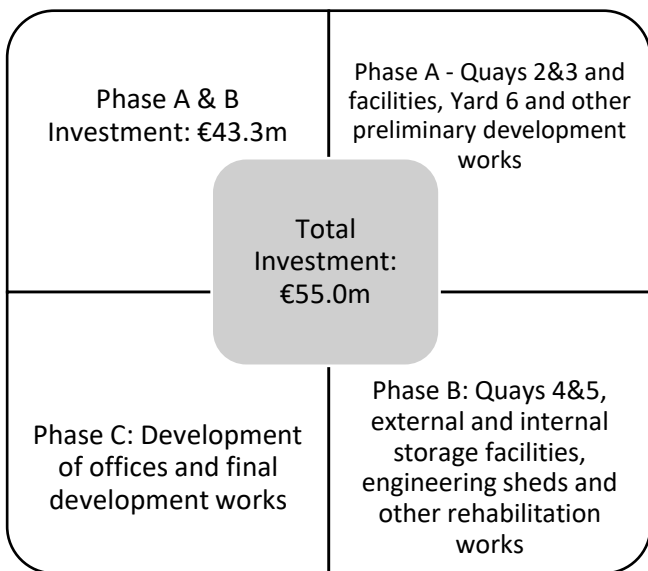 Phase A & B
Investment: €43.3m
Phase A - Quays 2&3 and
facilities, Yard 6 and other
preliminary development
works
Total
Investment:
€55.0m
Phase C: Development
of offices and final
development works
Phase B: Quays 4&5,
external and internal
storage facilities,
engineering sheds and
other rehabilitation
works